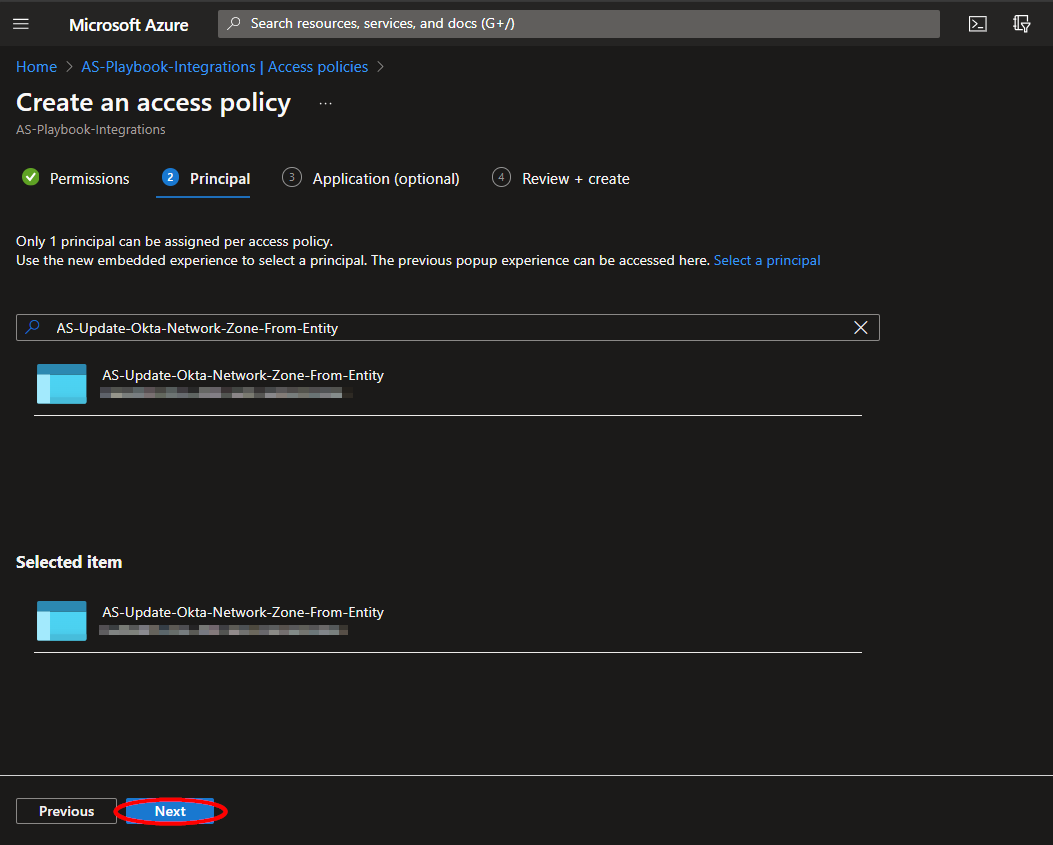 Microsoft Azure
Search resources, services, and docs (G+/)
Home > AS-Playbook-Integrations | Access policies >
Create an access policy ...
AS-Playbook-Integrations
Permissions
2 Principal
3 Application (optional)
4 Review + create
Only 1 principal can be assigned per access policy.
Use the new embedded experience to select a principal. The previous popup experience can be accessed here. Select a principal
AS-Update-Okta-Network-Zone-From-Entity
AS-Update-Okta-Network-Zone-From-Entity
Selected item
AS-Update-Okta-Network-Zone-From-Entity
Previous
Next